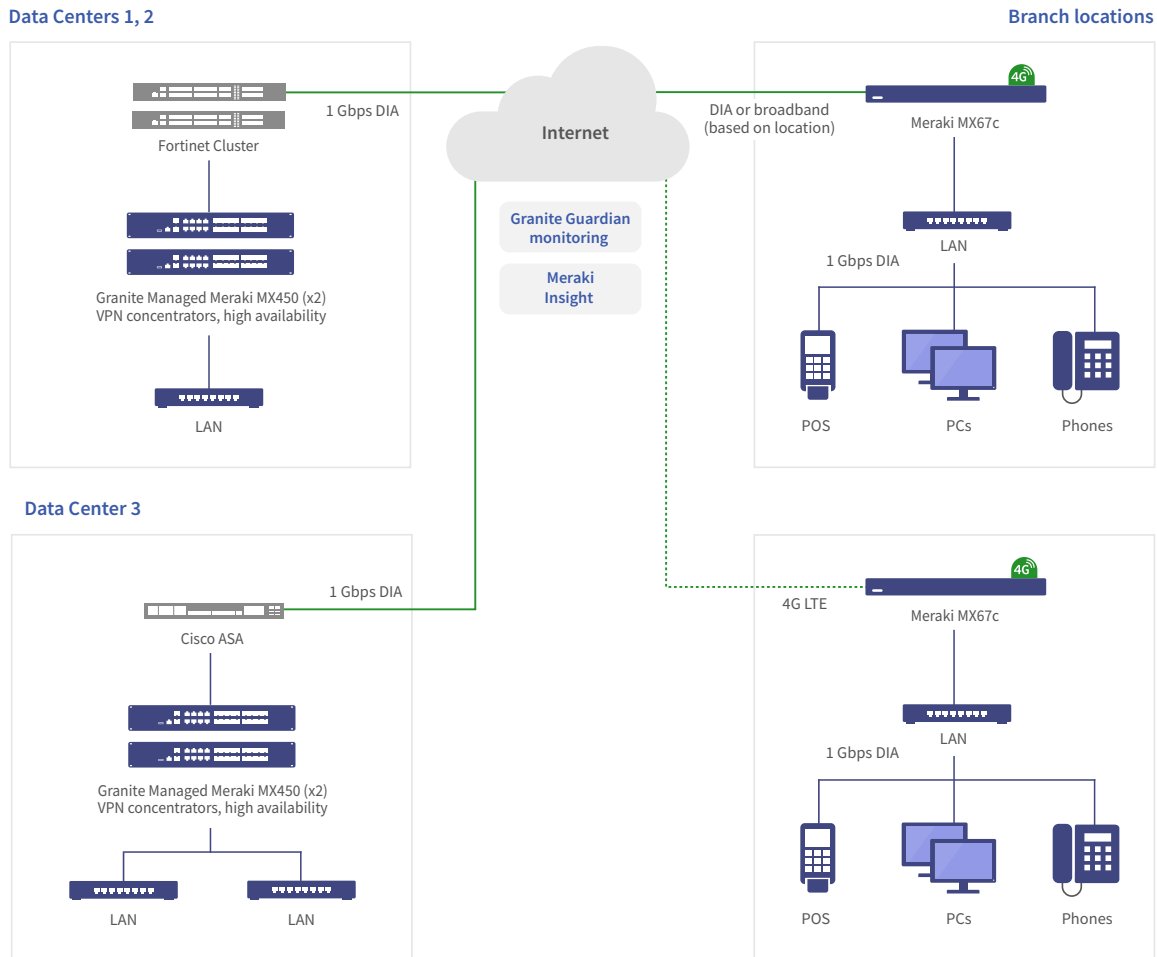 Data Centers 1, 2
Branch locations
4G
1 Gbps DIA
DIA or broadband
(based on location)
Internet
Fortinet Cluster
Meraki MX67c
Granite Guardian
monitoring
Meraki
Insight
LAN
1 Gbps DIA
Granite Managed Meraki MX450 (x2)
VPN concentrators, high availability
LAN
POS
PCs
Phones
Data Center 3
4G
1 Gbps DIA
4G LTE
Cisco ASA
Meraki MX67c
LAN
1 Gbps DIA
Granite Managed Meraki MX450 (x2)
VPN concentrators, high availability
LAN
LAN
POS
PCs
Phones